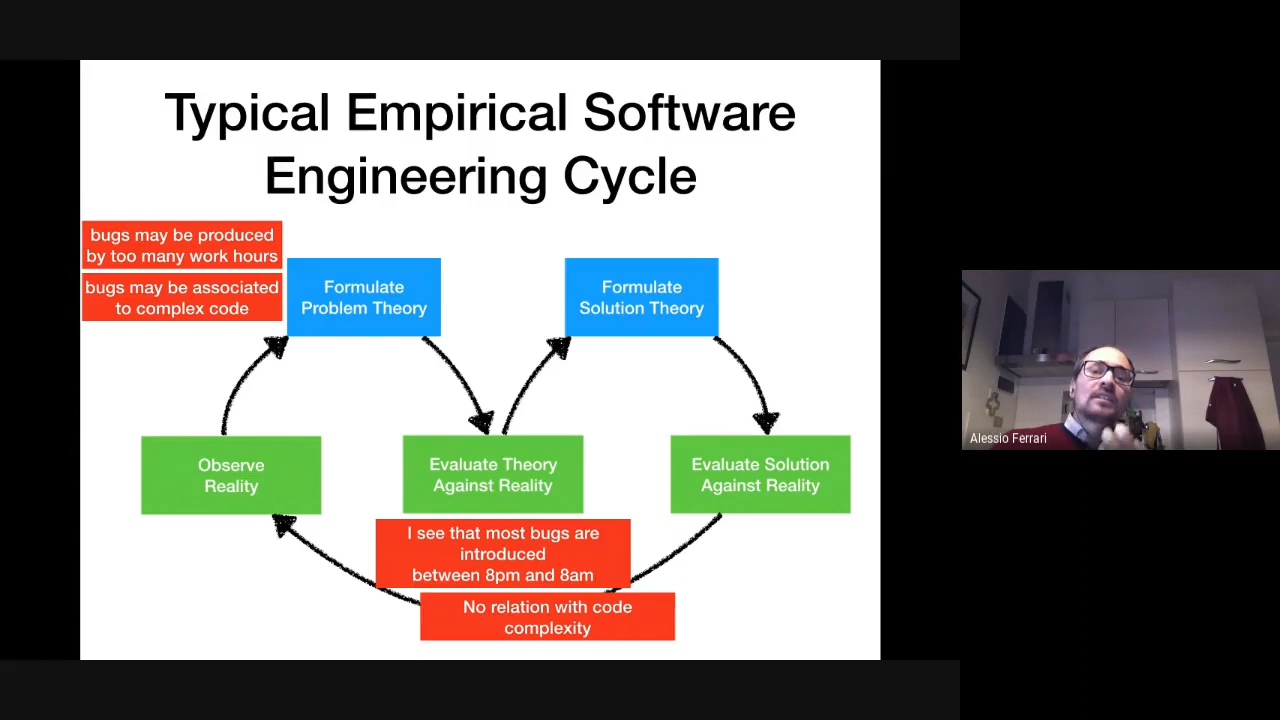 Typical Empirical Software
Engineering Cycle
bugs may be produced
by too many work hours
bugs may be associated
to complex code
Formulate
Problem Theory
Formulate
Solution Theory
Observe
Reality
Evaluate Theory
Against Reality
Evaluate Solution
Against Reality
I see that most bugs are
introduced
between 8pm and 8am
No relation with code
complexity
Alessio Ferrari